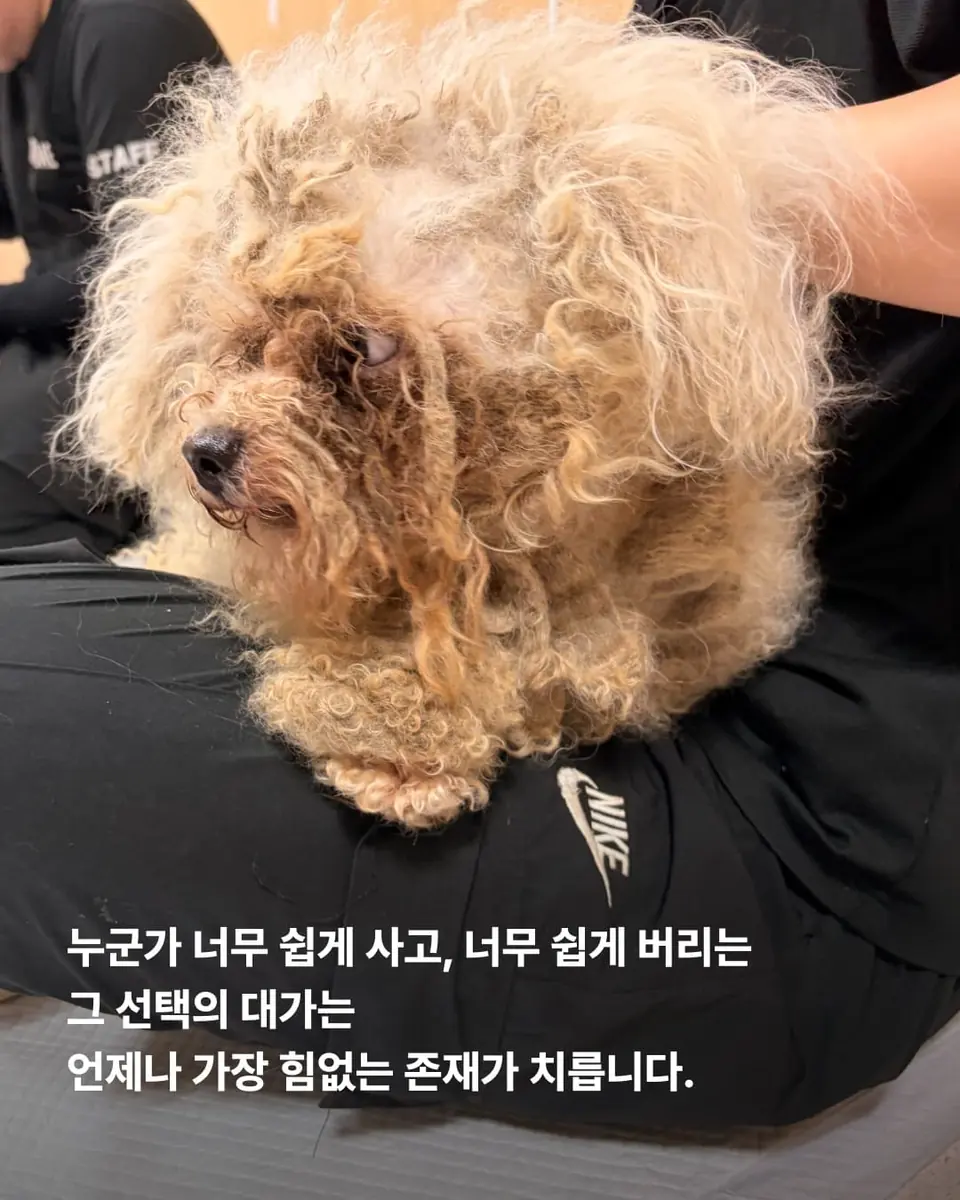 STAFF
NIKE
누군가 너무 쉽게 사고, 너무 쉽게 버리는
그 선택의 대가는
언제나 가장 힘없는 존재가 치릅니다.